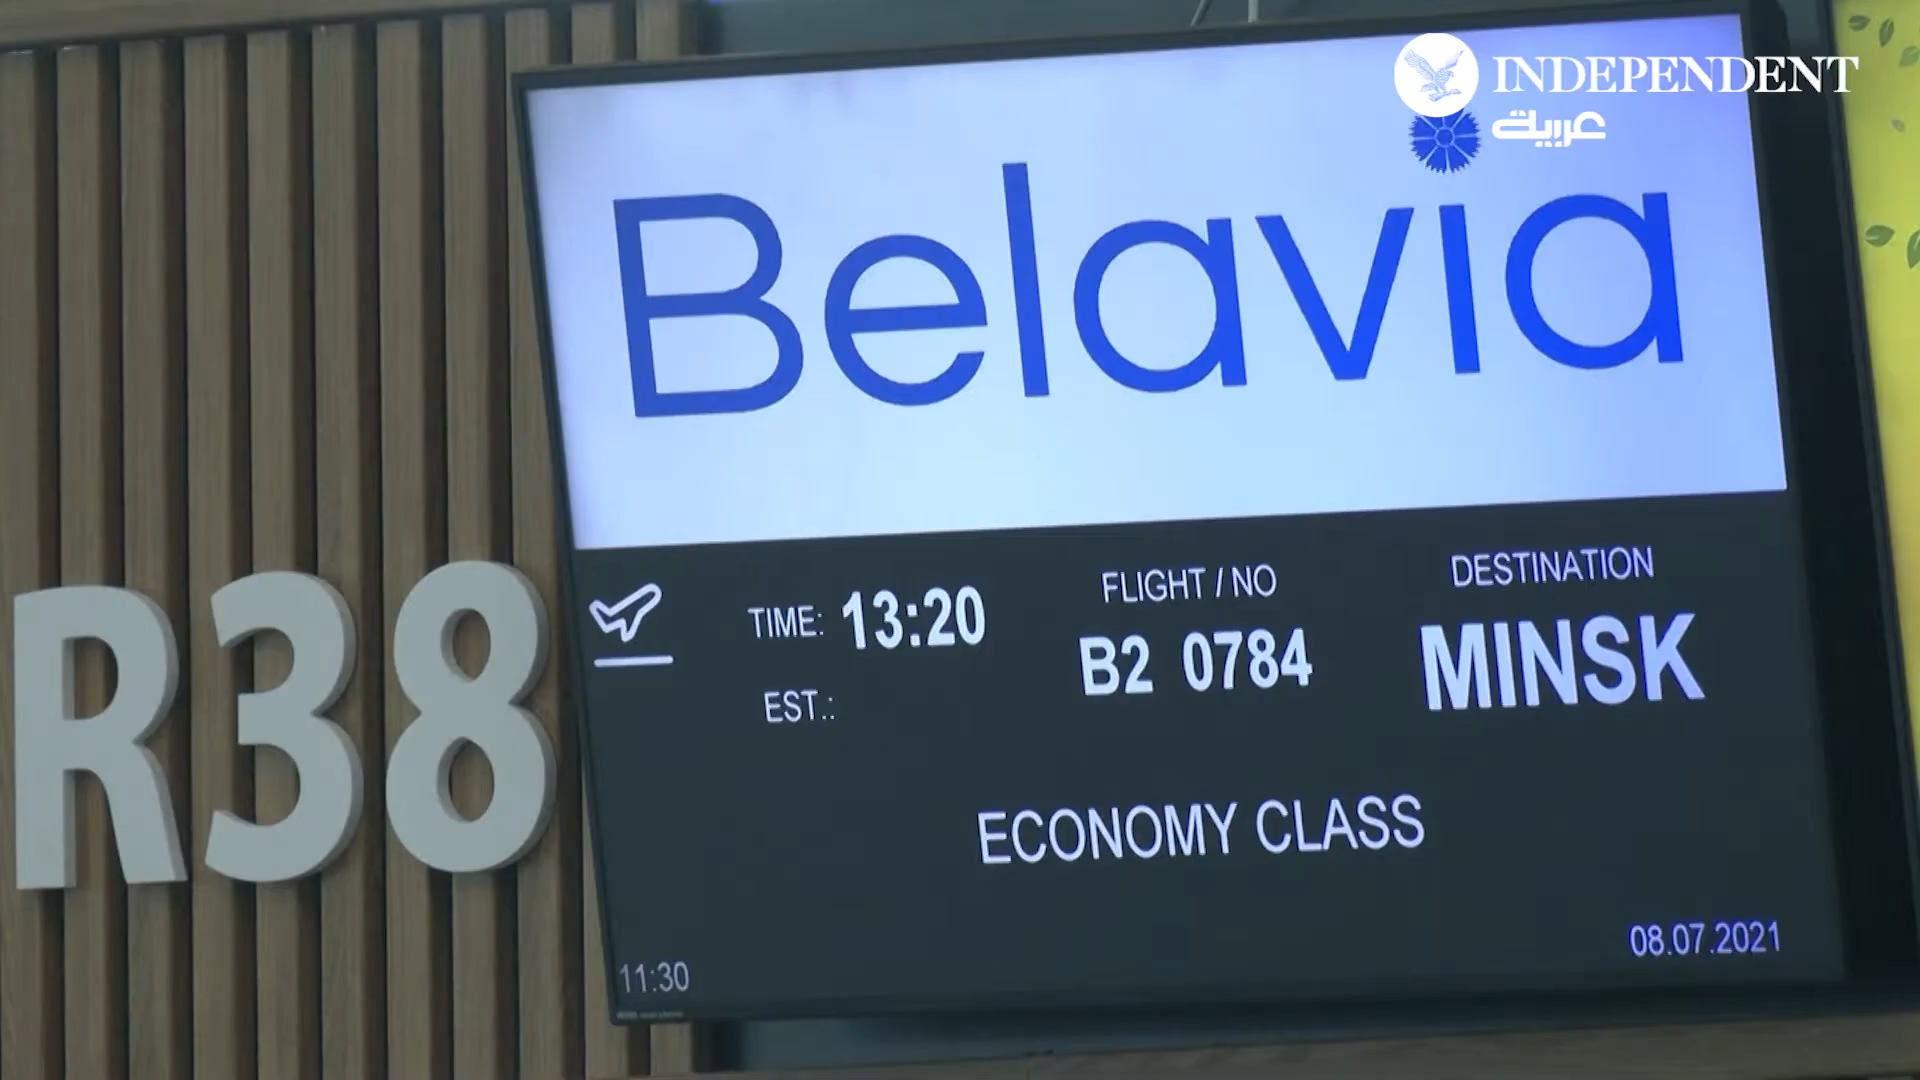 INDEPENDENT
عربية
Belavia
R38
TIME: 13:20
FLIGHT / NO
B2 0784
DESTINATION
MINSK
EST.:
ECONOMY CLASS
11:30
08.07.2021